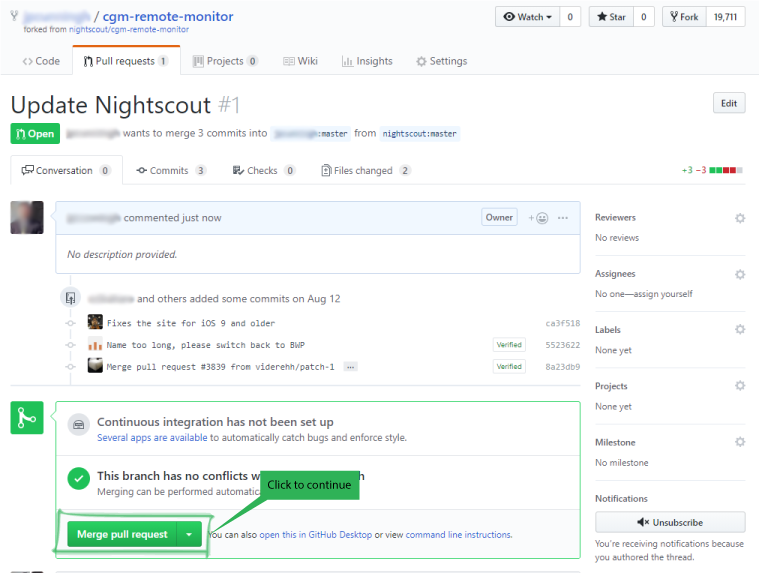 / cgm-remote-monitor
Watch 0 Star 0 Fork 19,711
forked from nightscout/cgm-remote-monitor
Code Pull requests 1 Projects 0 Wiki Insights Settings
Update Nightscout #1
Edit
Open wants to merge 3 commits into :master from nightscout:master
Conversation 0 Commits 3 Checks 0 Files changed 2
+3 −3
commented just now
Owner
No description provided.
and others added some commits on Aug 12
Fixes the site for iOS 9 and older ca3f518
Name too long, please switch back to BWP Verified 5523622
Merge pull request #3839 from viderehh/patch-1 … Verified 8a23db9
Continuous integration has not been set up
Several apps are available to automatically catch bugs and enforce style.
This branch has no conflicts w
Merging can be performed automatic
Click to continue
Merge pull request
You can also open this in GitHub Desktop or view command line instructions.
Reviewers
No reviews
Assignees
No one—assign yourself
Labels
None yet
Projects
None yet
Milestone
No milestone
Notifications
Unsubscribe
You're receiving notifications because
you authored the thread.